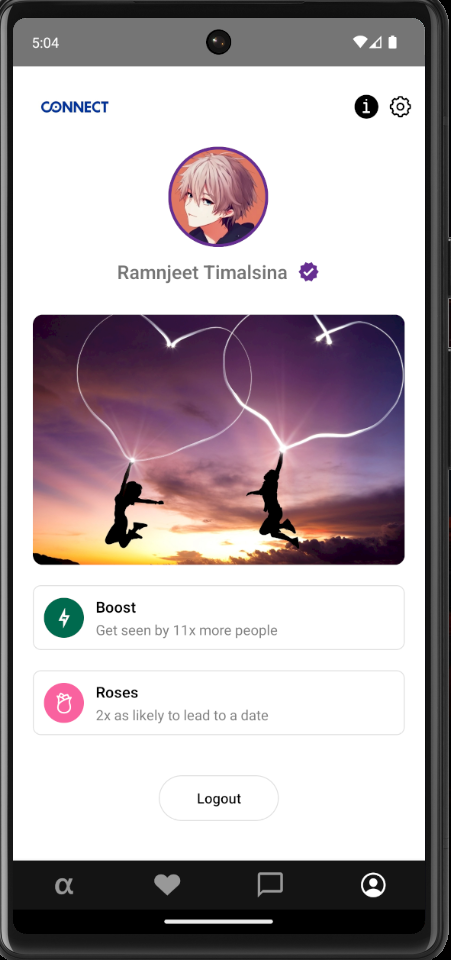 5:04
CONNECT
Ramnjeet Timalsina
Boost
Get seen by 11x more people
Roses
2x as likely to lead to a date
Logout
α